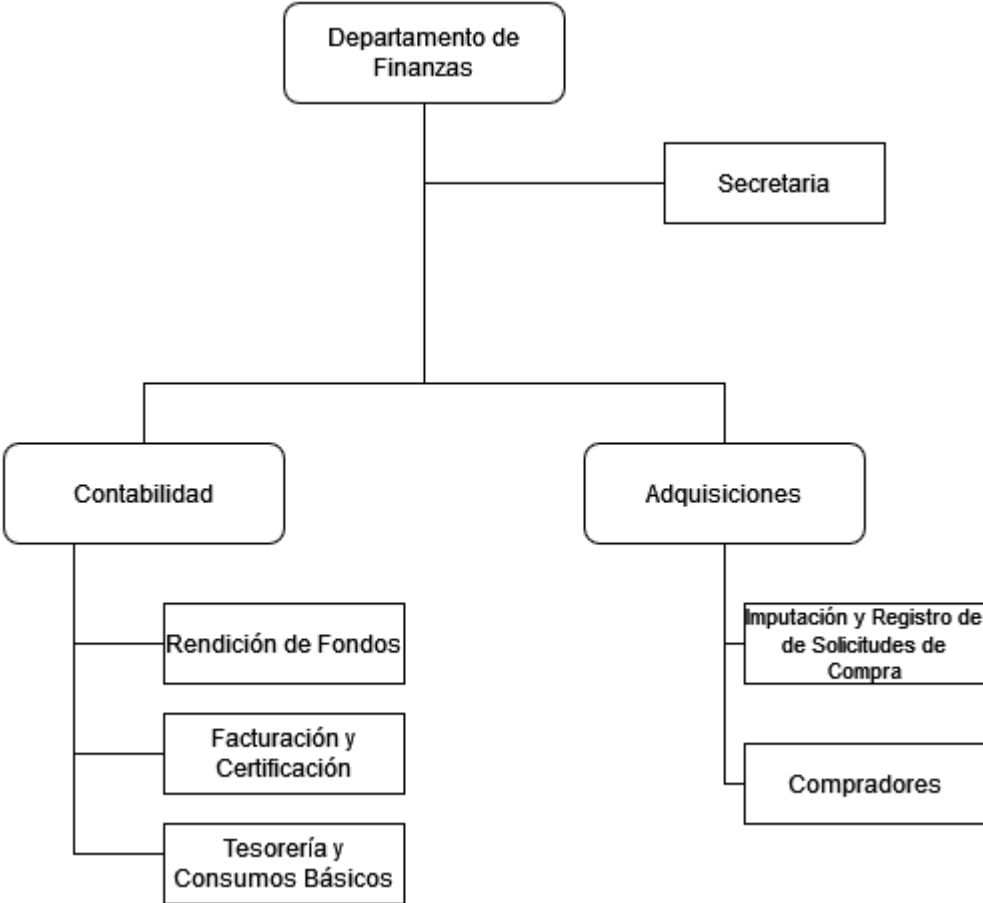 Departamento de
Finanzas
Secretaria
Contabilidad
Adquisiciones
Rendición de Fondos
Facturación y
Certificación
Tesorería y
Consumos Básicos
Imputación y Registro de
de Solicitudes de
Compra
Compradores